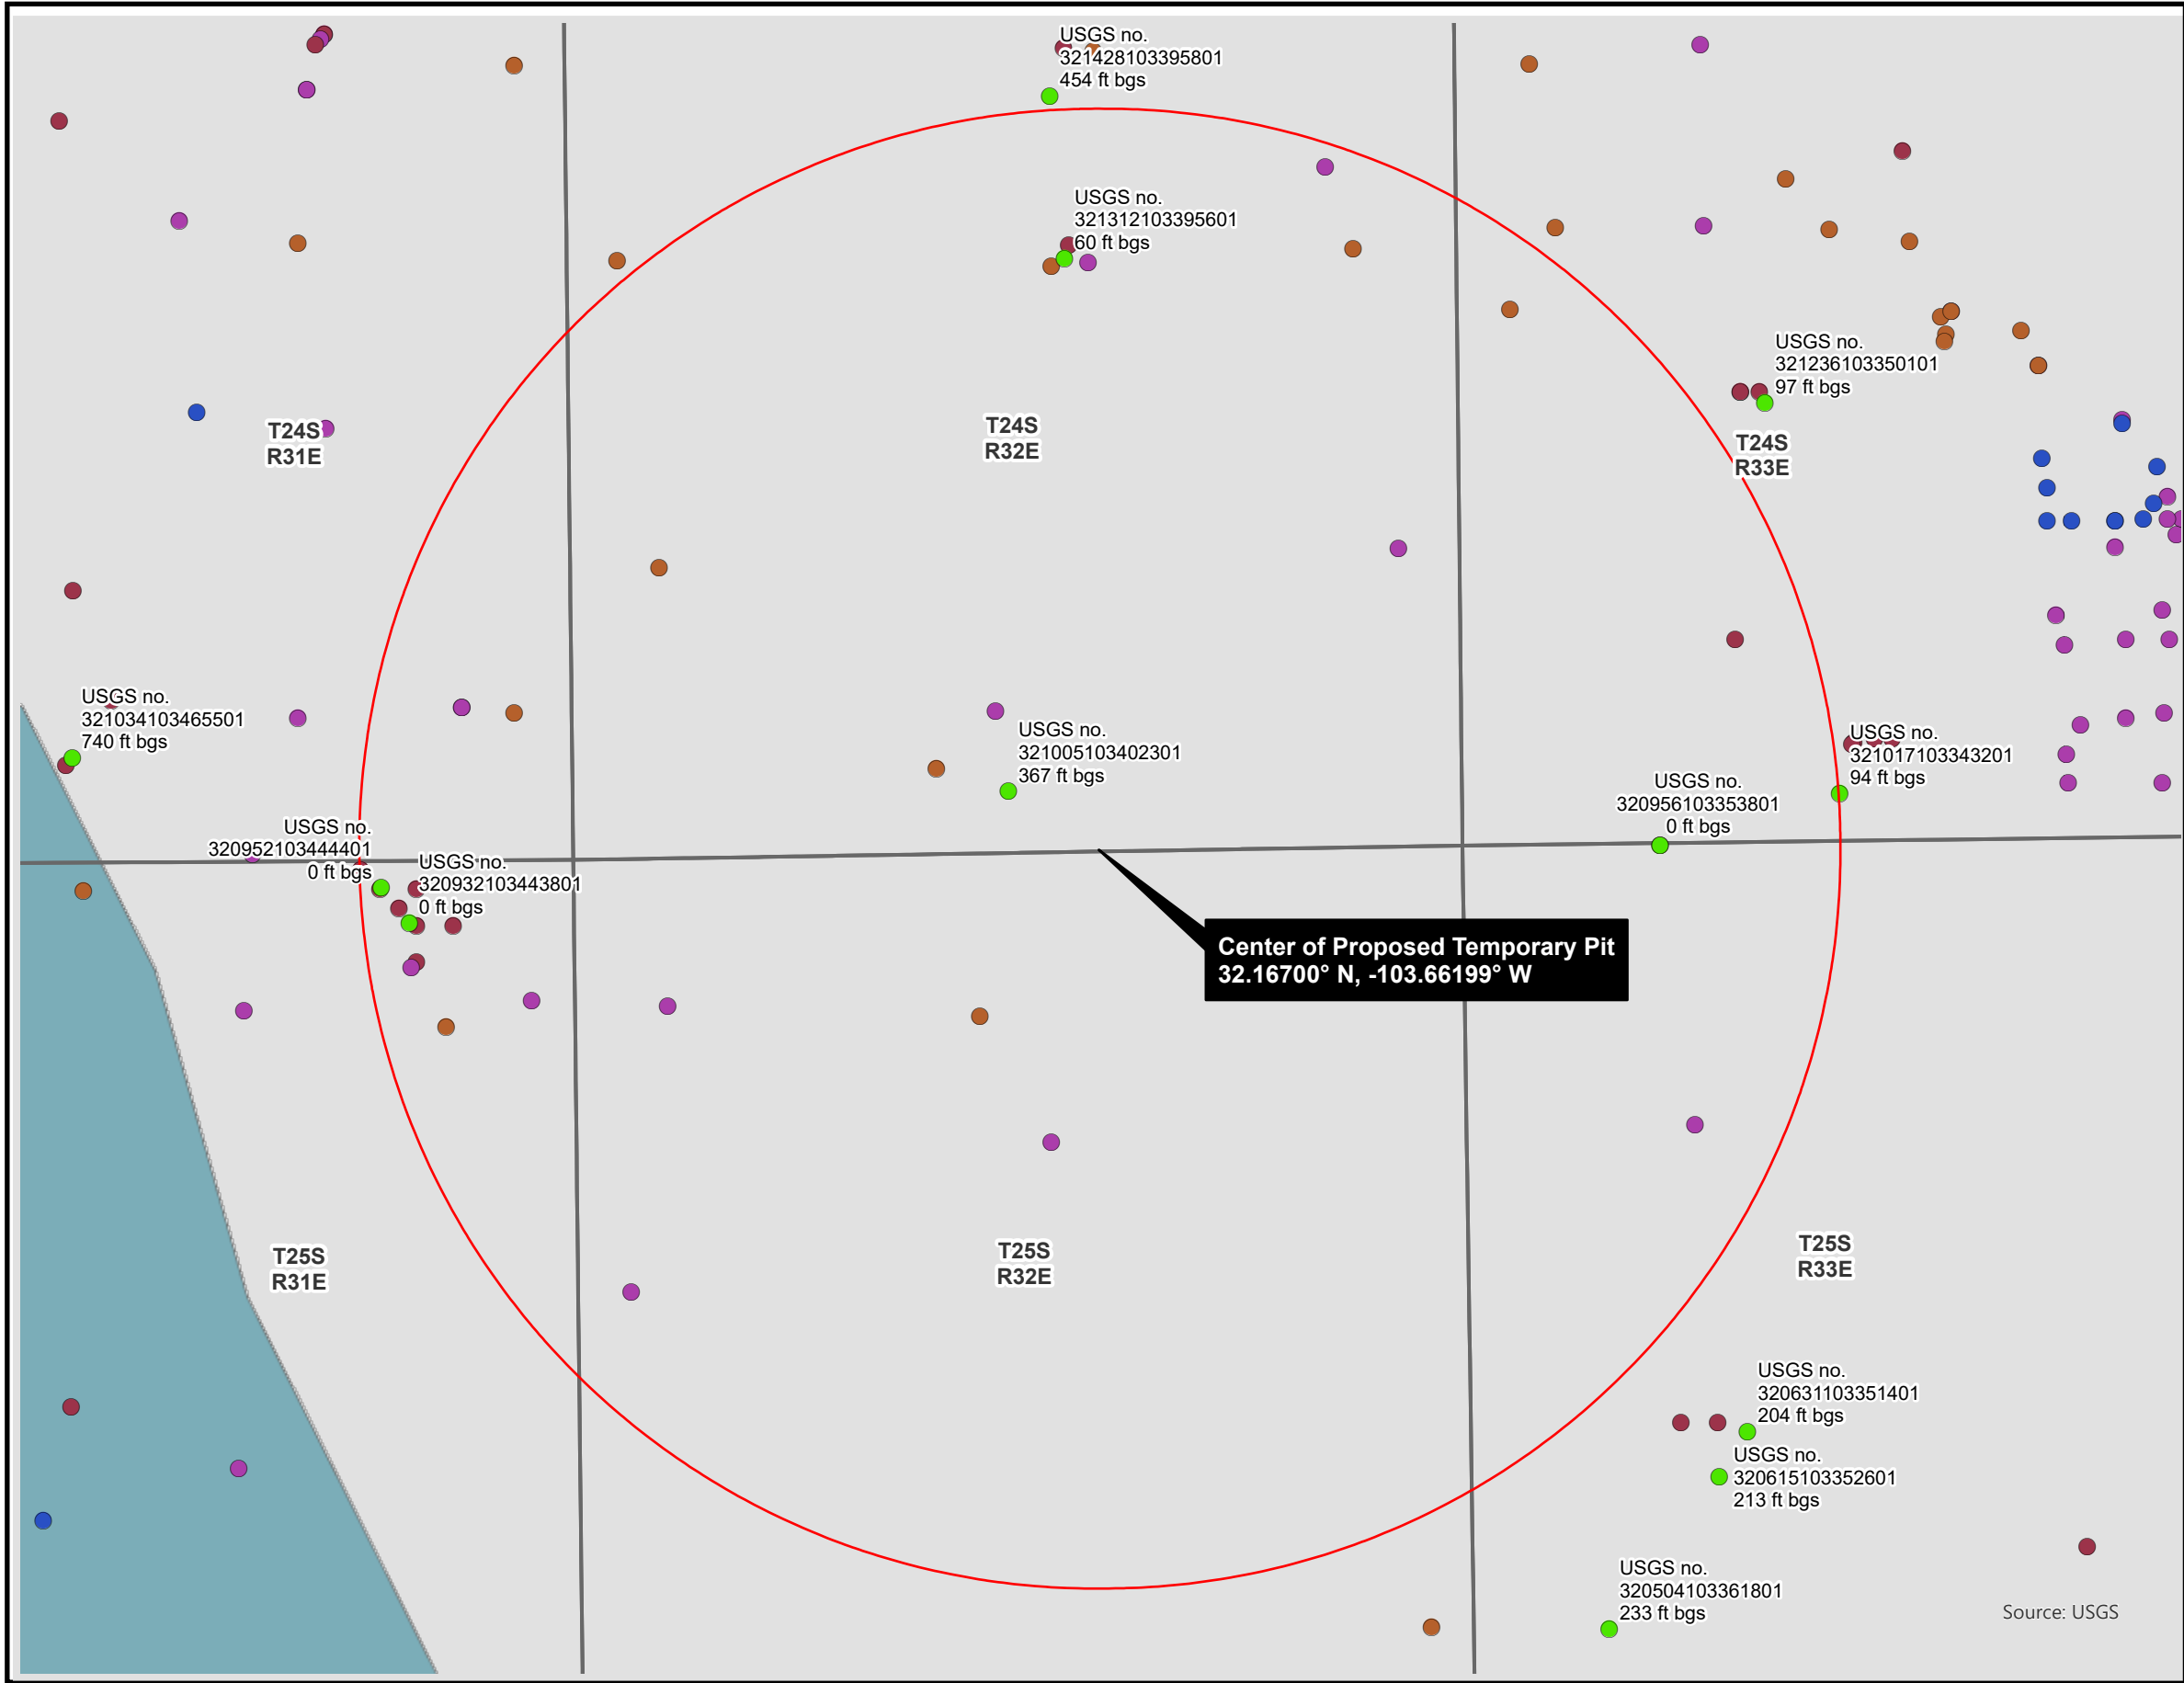 USGS no.
321428103395801
454 ft bgs
USGS no.
321312103395601
60 ft bgs
USGS no.
321236103350101
97 ft bgs
T24S
R31E
T24S
R32E
T24S
R33E
USGS no.
321034103465501
740 ft bgs
USGS no.
321005103402301
367 ft bgs
USGS no.
321017103343201
94 ft bgs
USGS no.
320956103353801
0 ft bgs
USGS no.
320952103444401
0 ft bgs
USGS no.
320932103443801
0 ft bgs
Center of Proposed Temporary Pit
32.16700° N, -103.66199° W
T25S
R31E
T25S
R32E
T25S
R33E
USGS no.
320631103351401
204 ft bgs
USGS no.
320615103352601
213 ft bgs
USGS no.
320504103361801
233 ft bgs
Source: USGS